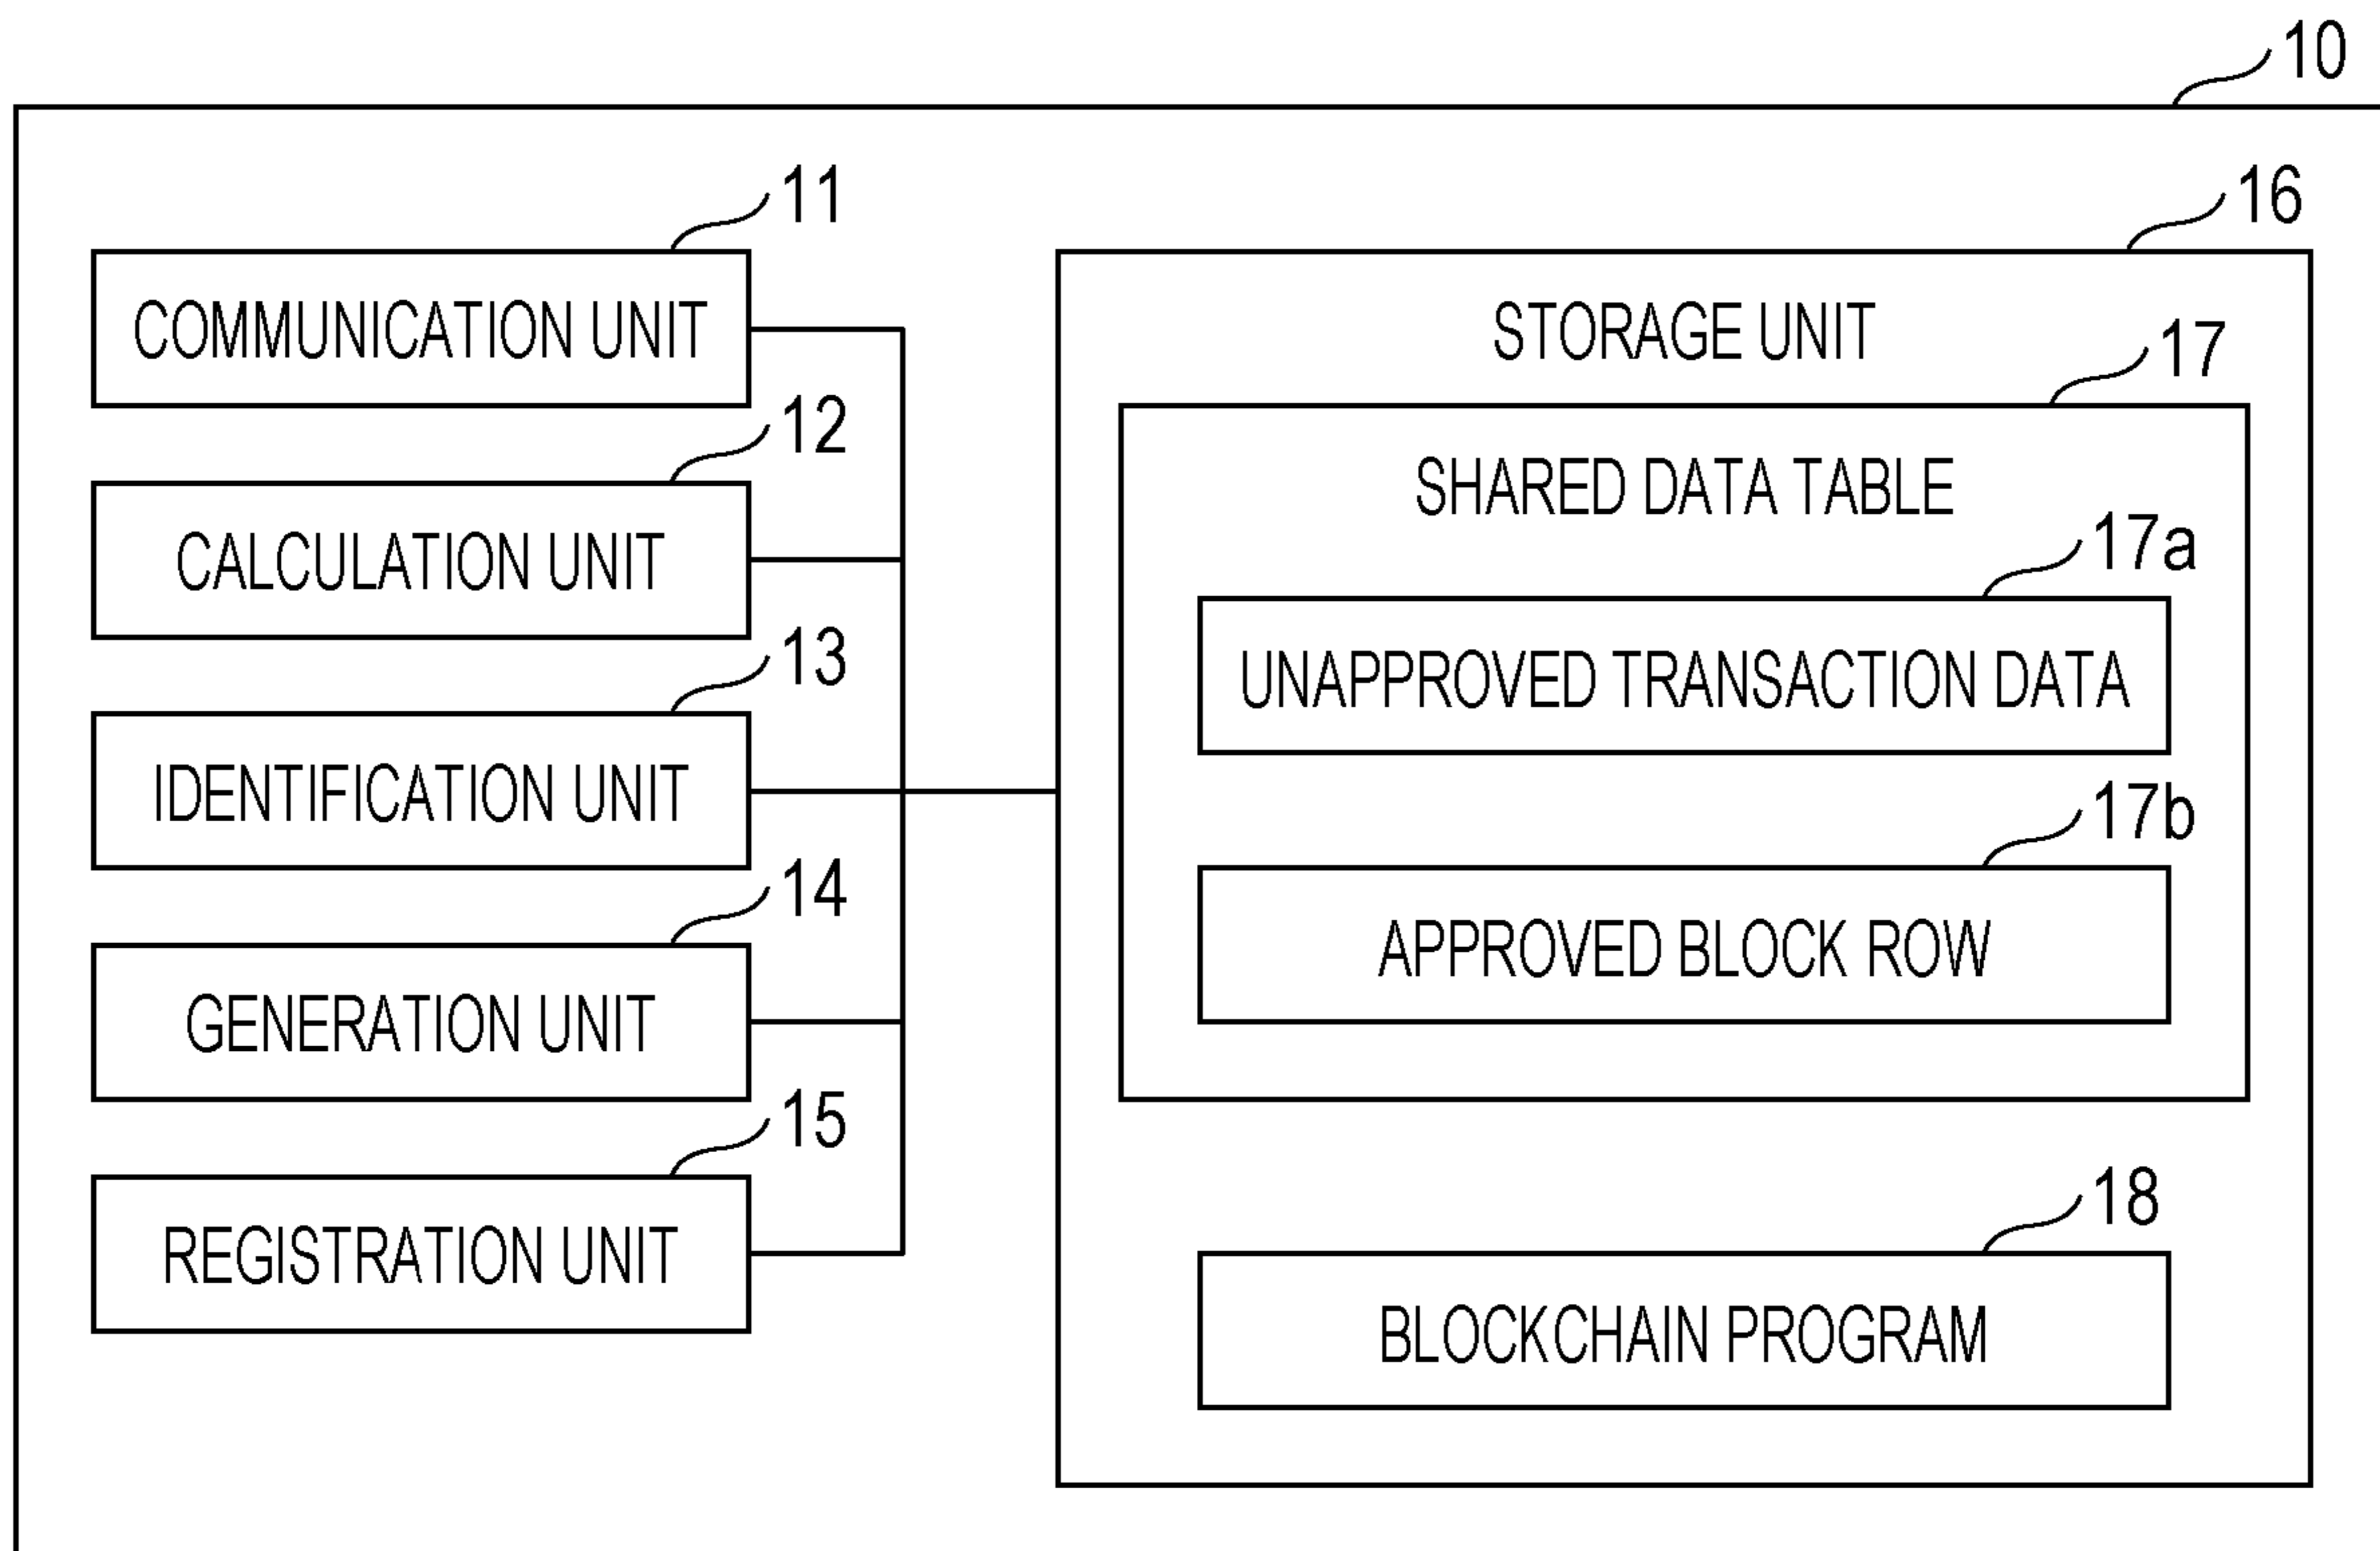 10
11
COMMUNICATION UNIT
12
CALCULATION UNIT
13
IDENTIFICATION UNIT
14
GENERATION UNIT
15
REGISTRATION UNIT
16
STORAGE UNIT
17
SHARED DATA TABLE
17a
UNAPPROVED TRANSACTION DATA
17b
APPROVED BLOCK ROW
18
BLOCKCHAIN PROGRAM